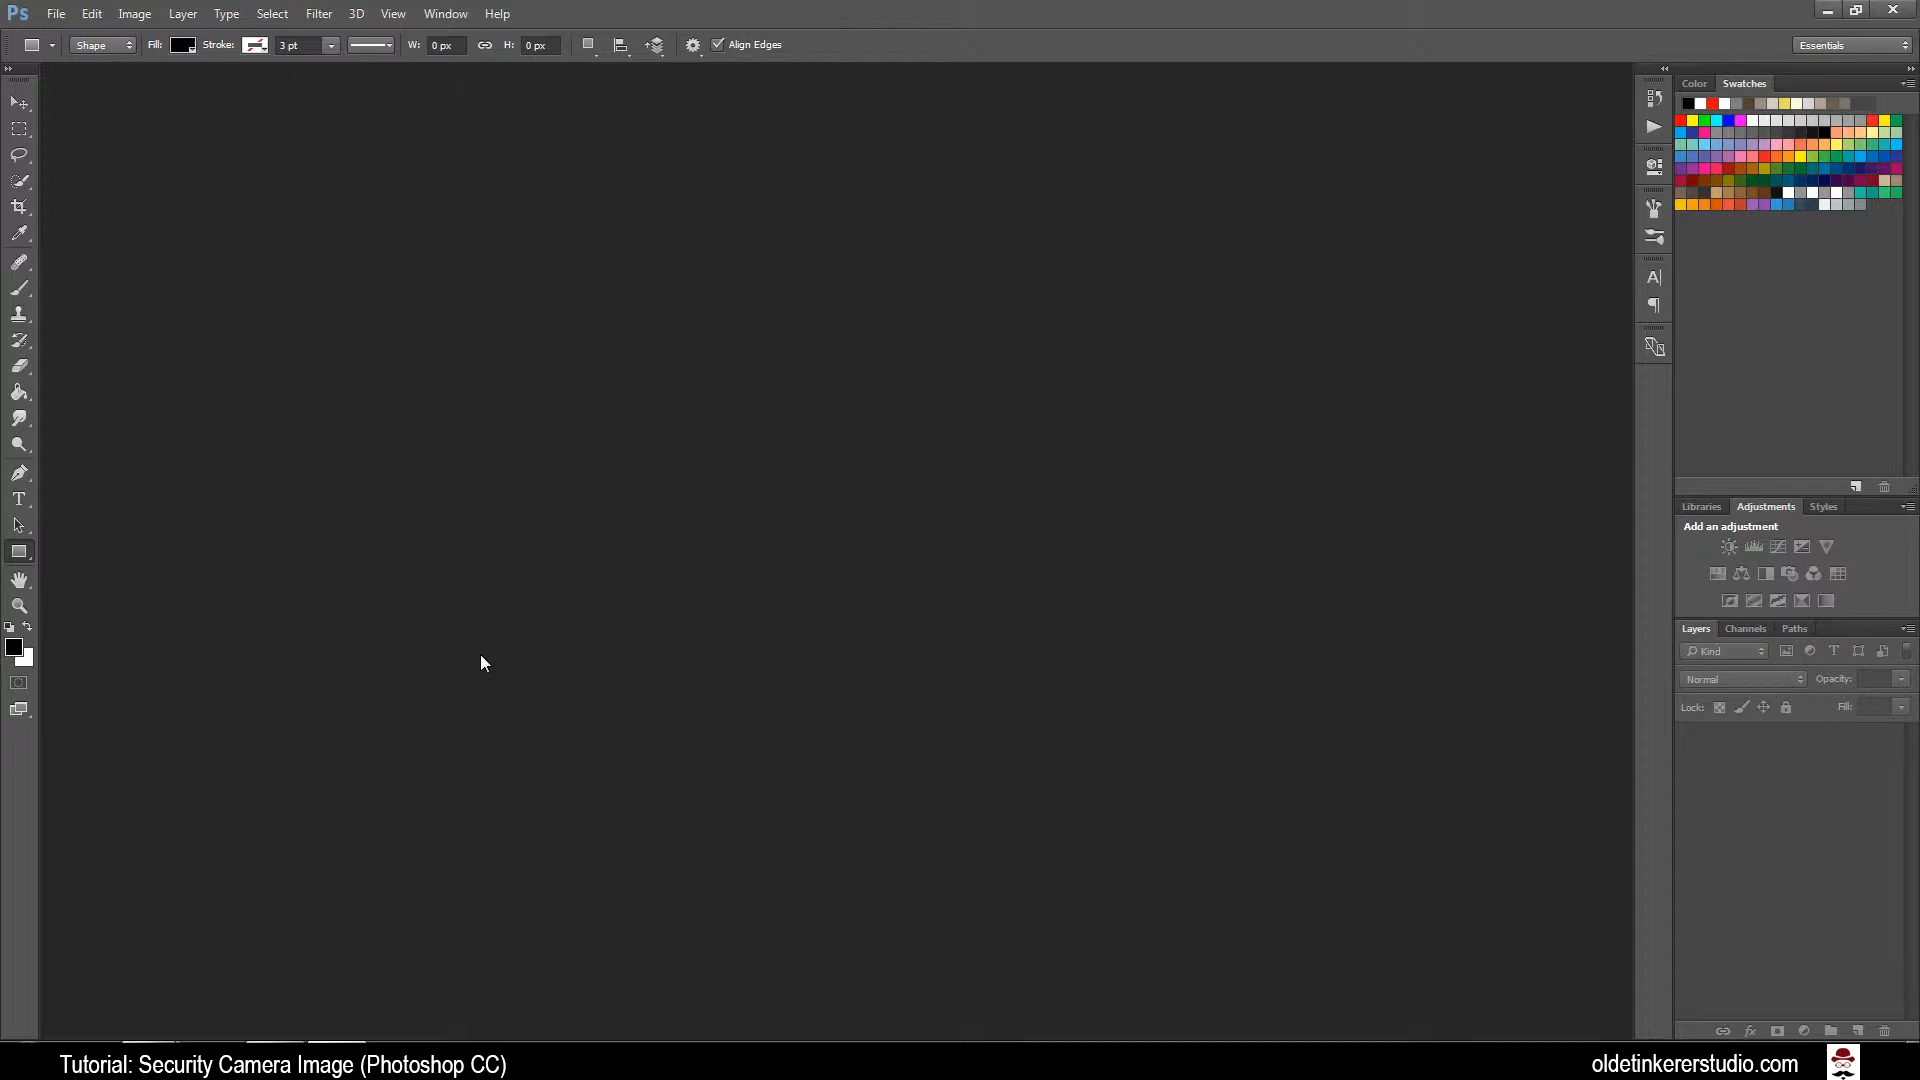 Ps File Edit Image Layer Type Select Filter 3D View Window Help
Shape Fill: Stroke: 3 pt W: 0 px H: 0 px Align Edges Essentials
Color Swatches
Libraries Adjustments Styles
Add an adjustment
Layers Channels Paths
Kind
Normal Opacity:
Lock: Fill:
Tutorial: Security Camera Image (Photoshop CC) oldetinkererstudio.com